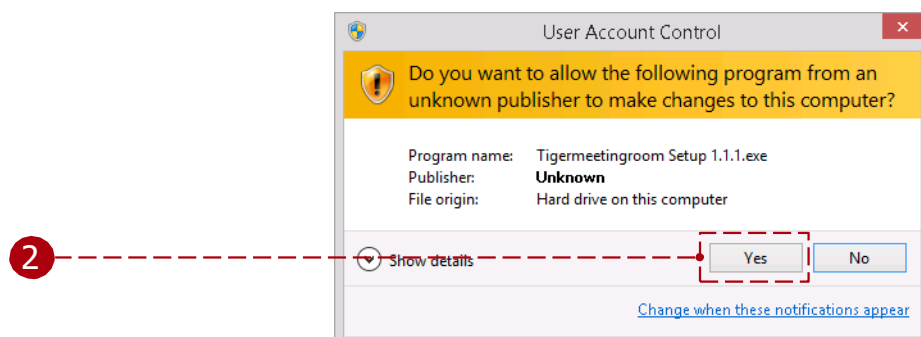 User Account Control
Do you want to allow the following program from an
unknown publisher to make changes to this computer?
Program name: Tigermeetingroom Setup 1.1.1.exe
Publisher: Unknown
File origin: Hard drive on this computer
2
Show details Yes No
Change when these notifications appear